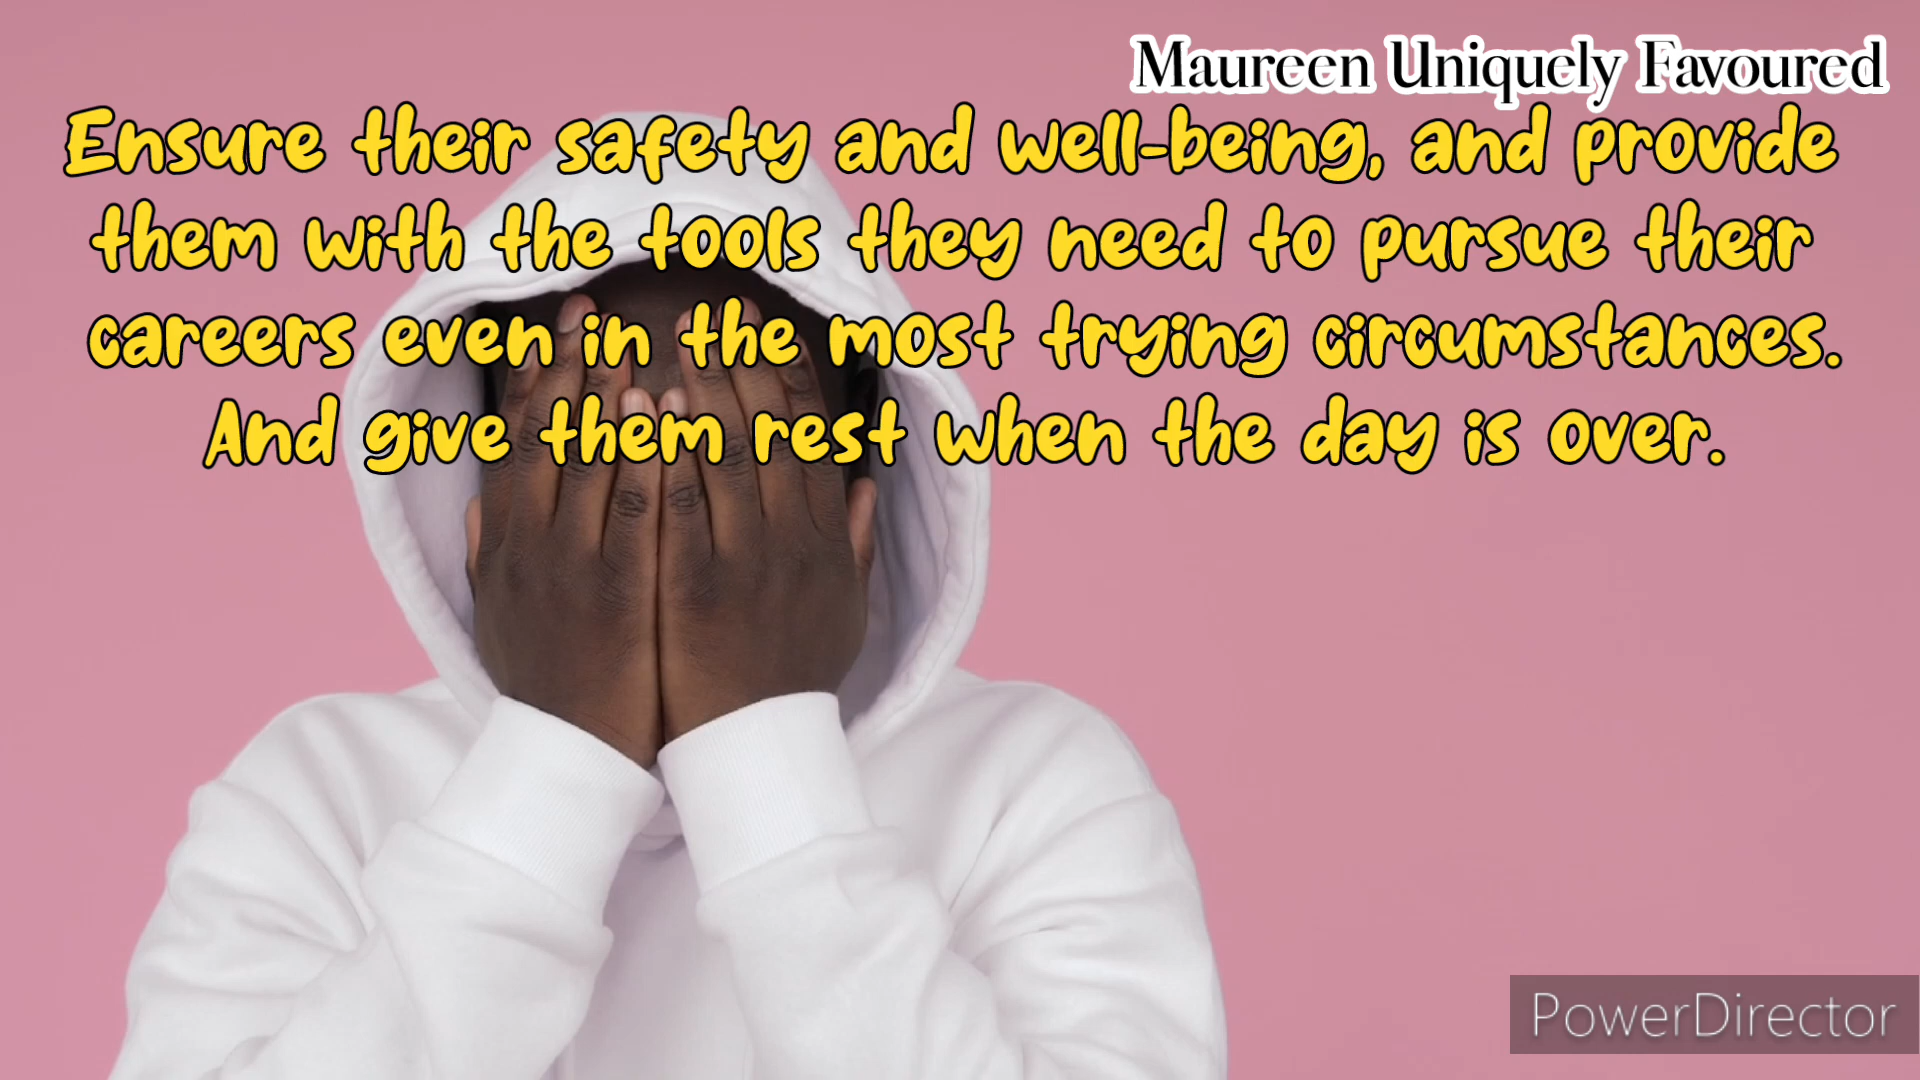 Maureen Uniquely Favoured
Ensure their safety and well-being, and provide
them with the tools they need to pursue their
careers even in the most trying circumstances.
And give them rest when the day is over.
PowerDirector